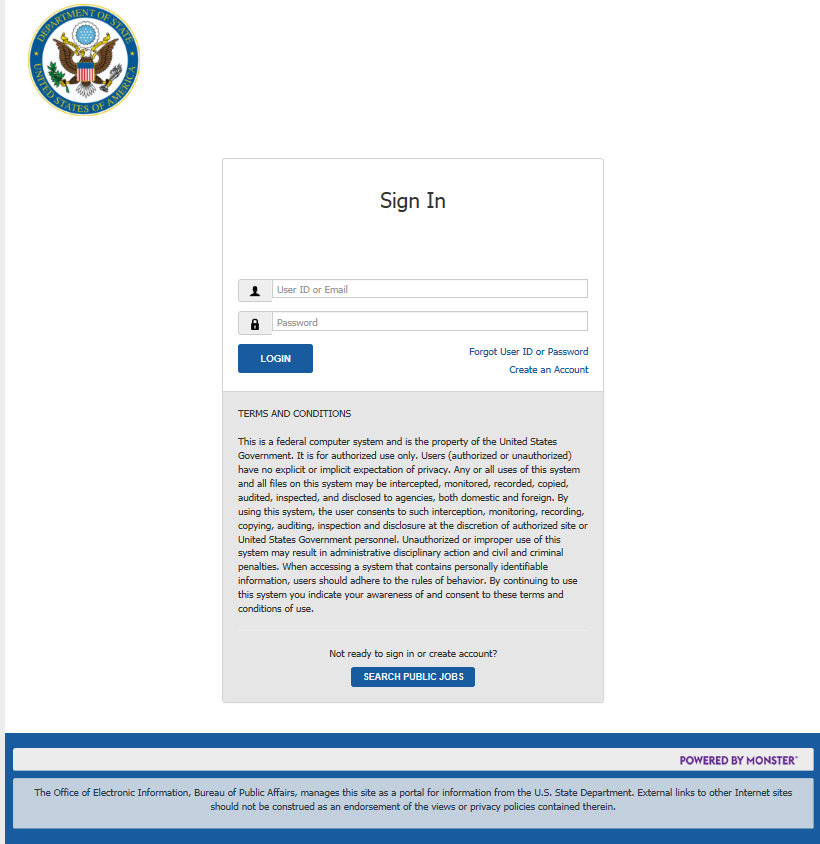 DEPARTMENT OF STATE
UNITED STATES OF AMERICA
Sign In
User ID or Email
Password
LOGIN
Forgot User ID or Password
Create an Account
TERMS AND CONDITIONS
This is a federal computer system and is the property of the United States
Government. It is for authorized use only. Users (authorized or unauthorized)
have no explicit or implicit expectation of privacy. Any or all uses of this system
and all files on this system may be intercepted, monitored, recorded, copied,
audited, inspected, and disclosed to agencies, both domestic and foreign. By
using this system, the user consents to such interception, monitoring, recording,
copying, auditing, inspection and disclosure at the discretion of authorized site or
United States Government personnel. Unauthorized or improper use of this
system may result in administrative disciplinary action and civil and criminal
penalties. When accessing a system that contains personally identifiable
information, users should adhere to the rules of behavior. By continuing to use
this system you indicate your awareness of and consent to these terms and
conditions of use.
Not ready to sign in or create account?
SEARCH PUBLIC JOBS
POWERED BY MONSTER
The Office of Electronic Information, Bureau of Public Affairs, manages this site as a portal for information from the U.S. State Department. External links to other Internet sites
should not be construed as an endorsement of the views or privacy policies contained therein.